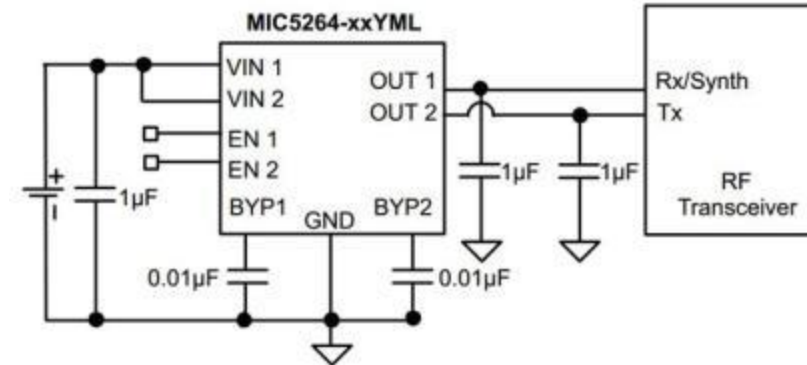 MIC5264-xxYML
VIN 1
VIN 2
EN 1
EN 2
BYP1
GND
BYP2
OUT 1
OUT 2
Rx/Synth
Tx
RF
Transceiver
+
–
1µF
0.01µF
0.01µF
1µF
1µF